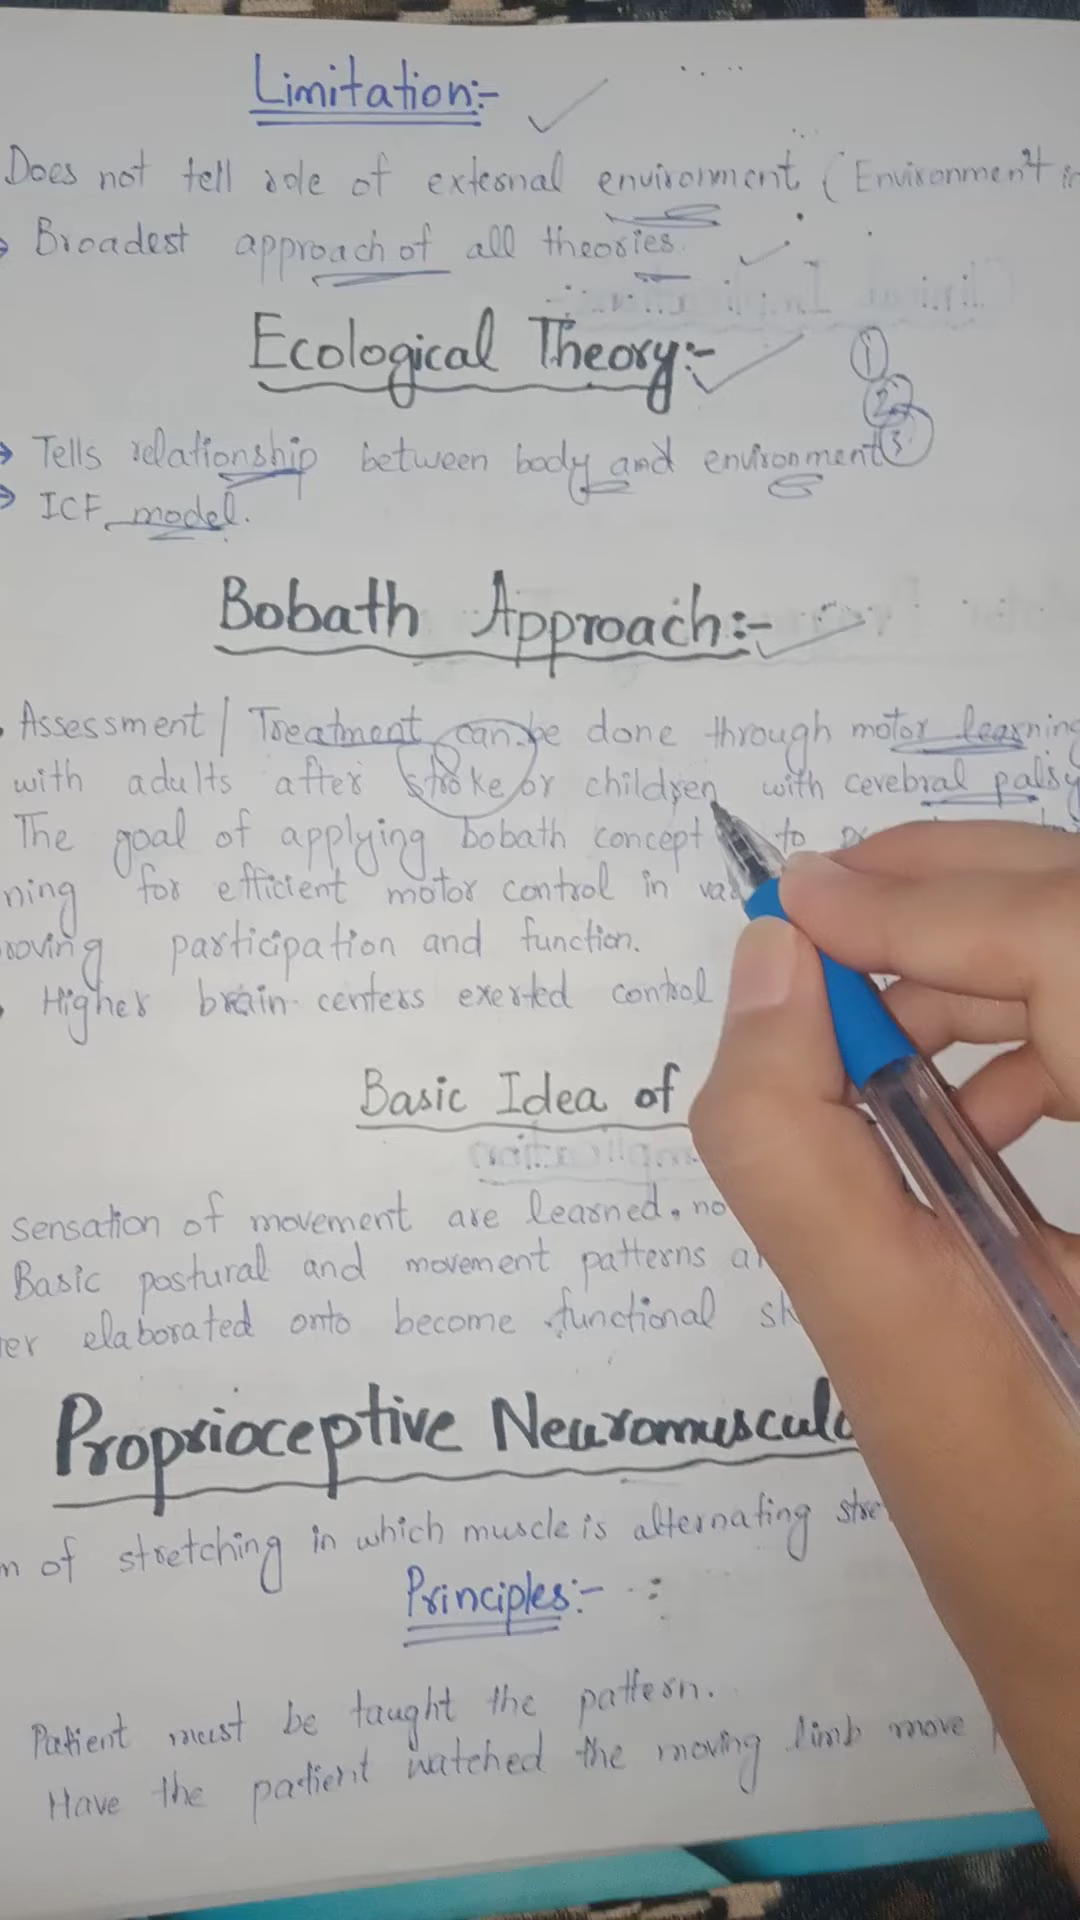 Limitation:-
Does not tell role of external environment (Environment
Broadest approach of all theories.
Ecological Theory:-
1
2
3
→ Tells relationship between body and environment
→ ICF model.
Bobath Approach:-
Assessment / Treatment can be done through motor learning
with adults after stroke or children with cerebral palsy
The goal of applying bobath concept to
ning for efficient motor control in
roving participation and function.
Higher brain centers exerted control
Basic Idea of
sensation of movement are learned, no
Basic postural and movement patterns
er elaborated onto become functional
Proprioceptive Neuromuscul
of stretching in which muscle is alternating
Principles:-
Patient must be taught the pattern.
Have the patient watched the moving limb move